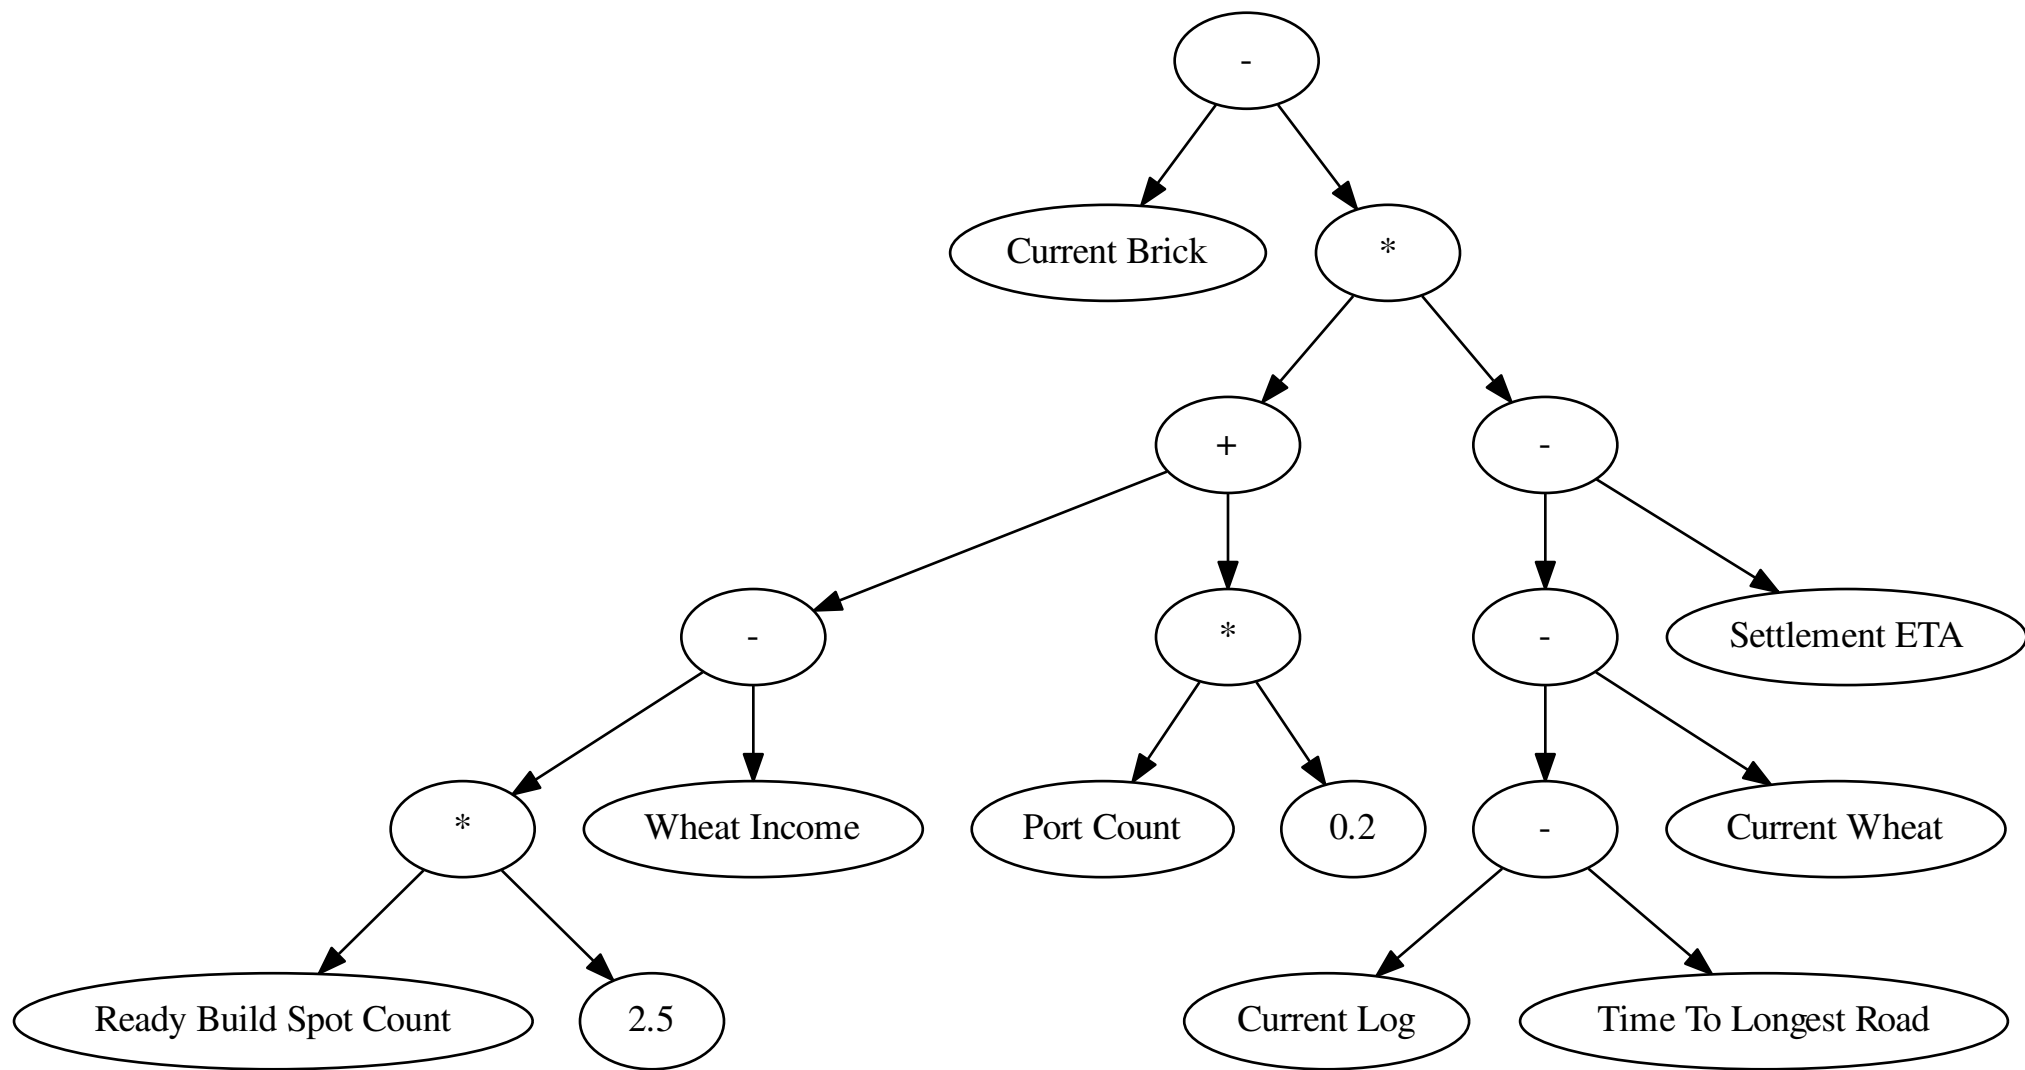 -
Current Brick
*
+
-
-
*
-
Settlement ETA
*
Wheat Income
Port Count
0.2
-
Current Wheat
Ready Build Spot Count
2.5
Current Log
Time To Longest Road